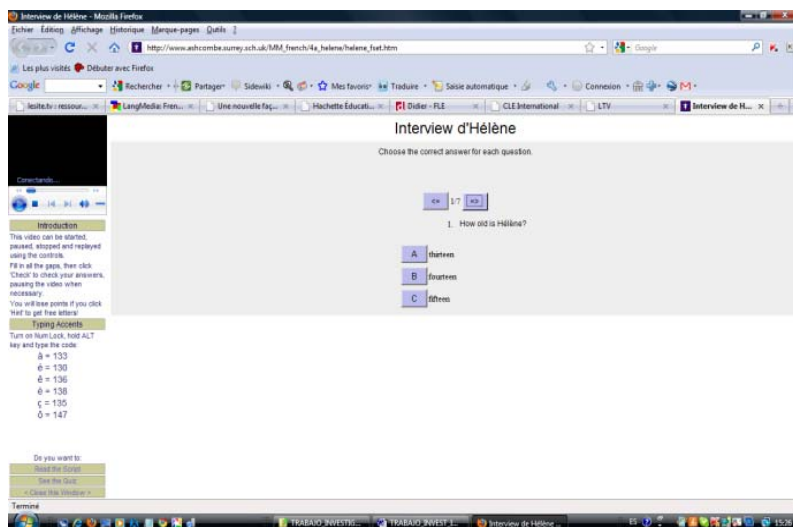 Interview de Hélène - Mozilla Firefox
Fichier Édition Affichage Historique Marque-pages Outils ?
http://www.ashcombe.surrey.sch.uk/MM_french/4a_helene/helene_fset.htm
Google
Les plus visités Débuter avec Firefox
Google Rechercher Partager Sidewiki Mes favoris Traduire Saisie automatique Connexion
lesite.tv : ressour... LangMedia: Fren... Une nouvelle faç... Hachette Éducati... Didier - FLE CLE International LTV Interview de H...
Interview d'Hélène
Choose the correct answer for each question.
Conectando...
<= 1/7 =>
1. How old is Hélène?
A thirteen
B fourteen
C fifteen
Introduction
This video can be started,
paused, stopped and replayed
using the controls.
Fill in all the gaps, then click
'Check' to check your answers,
pausing the video when
necessary.
You will lose points if you click
'Hint' to get free letters!
Typing Accents
Turn on Num Lock, hold ALT
key and type the code:
à = 133
é = 130
ê = 136
è = 138
ç = 135
ô = 147
Do you want to:
Read the Script
See the Quiz
< Close this Window >
Terminé
TRABAJO_INVESTIG... TRABAJO_INVEST_I... Interview de Hélène ... ES 15:26